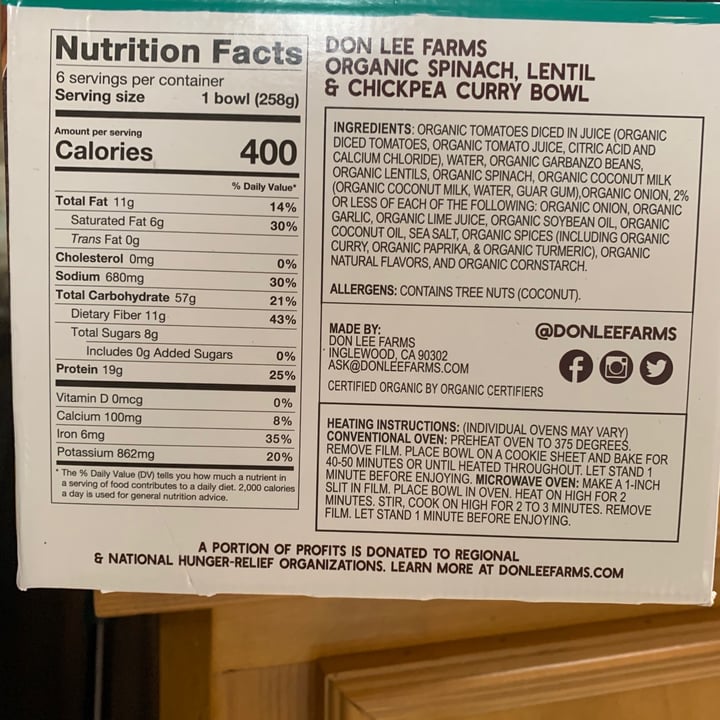 Nutrition Facts
6 servings per container
Serving size 1 bowl (258g)
Amount per serving
Calories 400
% Daily Value*
Total Fat 11g 14%
Saturated Fat 6g 30%
Trans Fat 0g
Cholesterol 0mg 0%
Sodium 680mg 30%
Total Carbohydrate 57g 21%
Dietary Fiber 11g 43%
Total Sugars 8g
Includes 0g Added Sugars 0%
Protein 19g 25%
Vitamin D 0mcg 0%
Calcium 100mg 8%
Iron 6mg 35%
Potassium 862mg 20%
* The % Daily Value (DV) tells you how much a nutrient in
a serving of food contributes to a daily diet. 2,000 calories
a day is used for general nutrition advice.
DON LEE FARMS
ORGANIC SPINACH, LENTIL
& CHICKPEA CURRY BOWL
INGREDIENTS: ORGANIC TOMATOES DICED IN JUICE (ORGANIC
DICED TOMATOES, ORGANIC TOMATO JUICE, CITRIC ACID AND
CALCIUM CHLORIDE), WATER, ORGANIC GARBANZO BEANS,
ORGANIC LENTILS, ORGANIC SPINACH, ORGANIC COCONUT MILK
(ORGANIC COCONUT MILK, WATER, GUAR GUM),ORGANIC ONION, 2%
OR LESS OF EACH OF THE FOLLOWING: ORGANIC ONION, ORGANIC
GARLIC, ORGANIC LIME JUICE, ORGANIC SOYBEAN OIL, ORGANIC
COCONUT OIL, SEA SALT, ORGANIC SPICES (INCLUDING ORGANIC
CURRY, ORGANIC PAPRIKA, & ORGANIC TURMERIC), ORGANIC
NATURAL FLAVORS, AND ORGANIC CORNSTARCH.
ALLERGENS: CONTAINS TREE NUTS (COCONUT).
MADE BY:
DON LEE FARMS
INGLEWOOD, CA 90302
ASK@DONLEEFARMS.COM
@DONLEEFARMS
CERTIFIED ORGANIC BY ORGANIC CERTIFIERS
HEATING INSTRUCTIONS: (INDIVIDUAL OVENS MAY VARY)
CONVENTIONAL OVEN: PREHEAT OVEN TO 375 DEGREES.
REMOVE FILM. PLACE BOWL ON A COOKIE SHEET AND BAKE FOR
40-50 MINUTES OR UNTIL HEATED THROUGHOUT. LET STAND 1
MINUTE BEFORE ENJOYING. MICROWAVE OVEN: MAKE A 1-INCH
SLIT IN FILM. PLACE BOWL IN OVEN. HEAT ON HIGH FOR 2
MINUTES. STIR, COOK ON HIGH FOR 2 TO 3 MINUTES. REMOVE
FILM. LET STAND 1 MINUTE BEFORE ENJOYING.
A PORTION OF PROFITS IS DONATED TO REGIONAL
& NATIONAL HUNGER-RELIEF ORGANIZATIONS. LEARN MORE AT DONLEEFARMS.COM